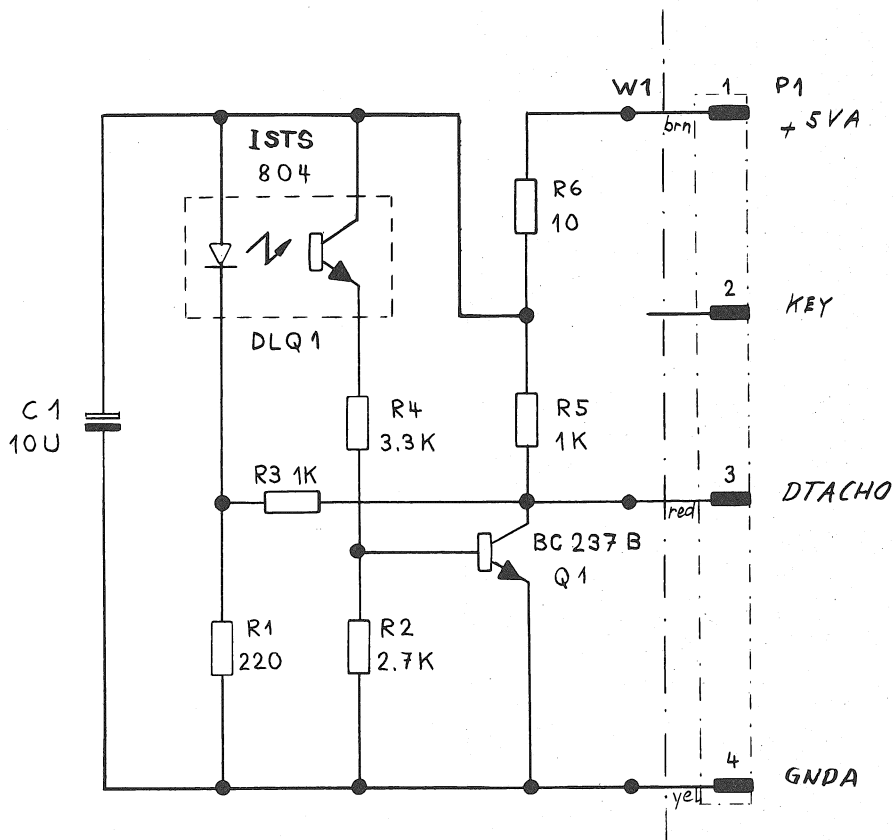 W1
1
P1
brn
+5VA
ISTS
804
R6
10
2
KEY
DLQ1
C1
10U
R4
3.3K
R5
1K
R3 1K
3
DTACHO
red
BC 237 B
Q1
R1
220
R2
2.7K
4
GNDA
yel